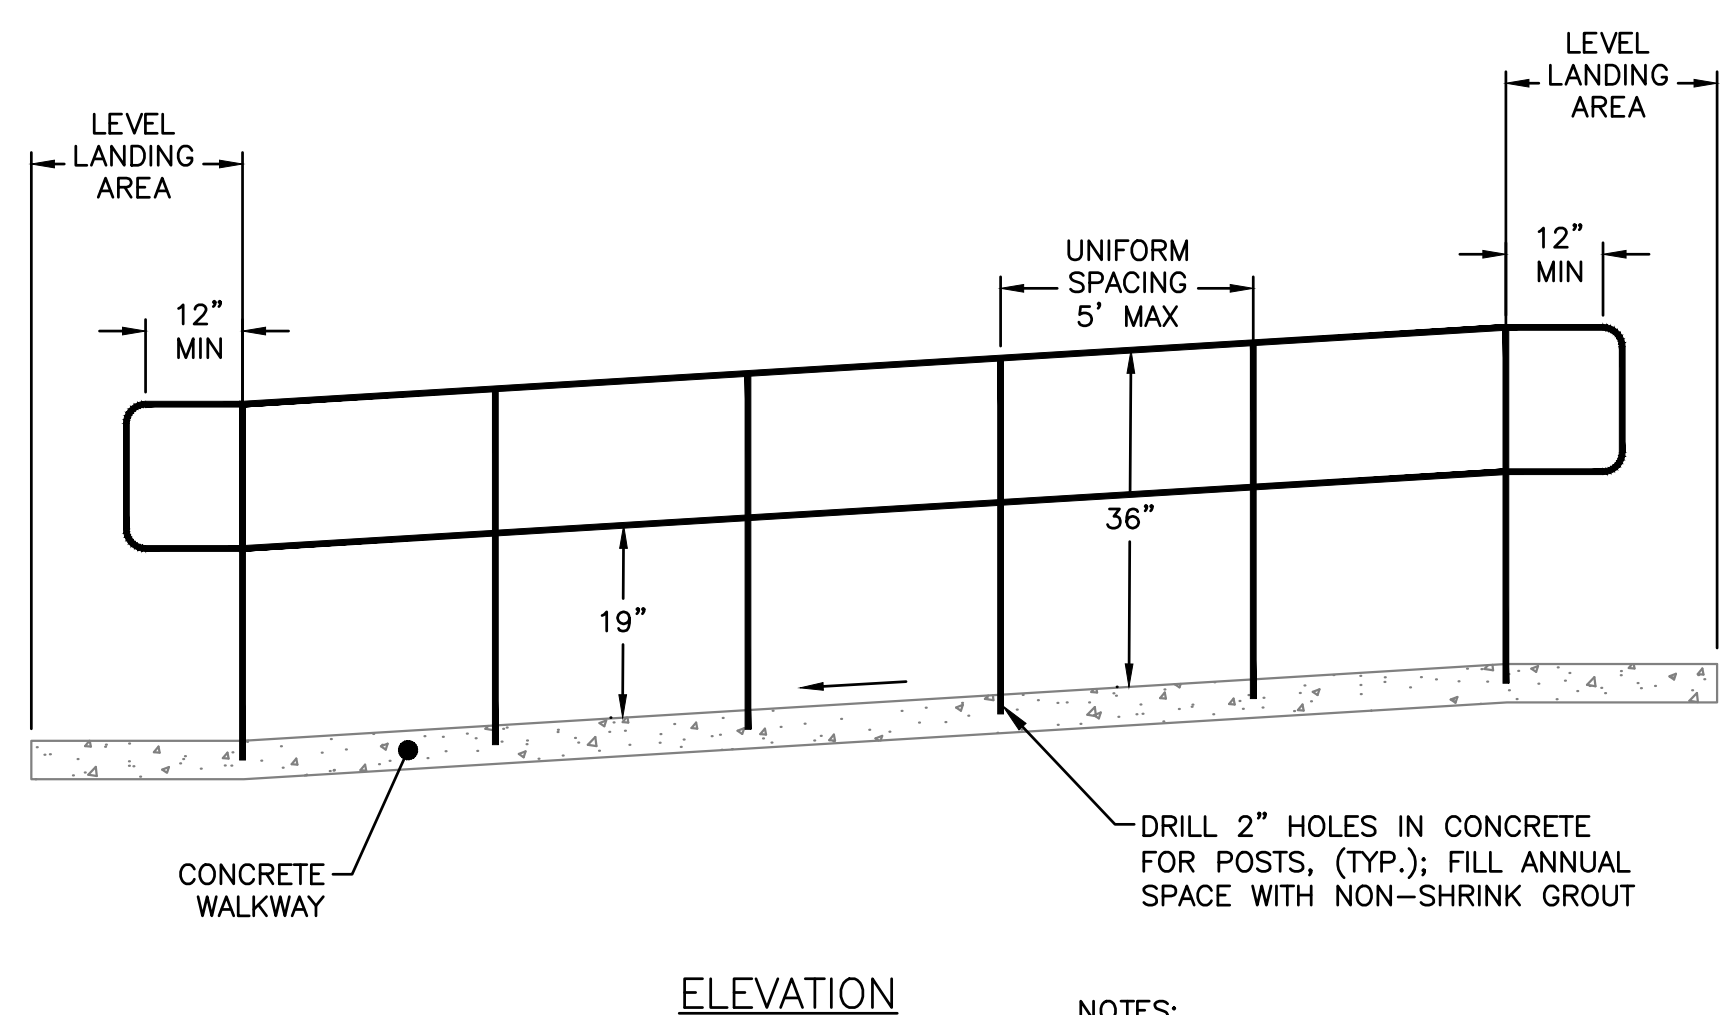 LEVEL
LANDING
AREA
LEVEL
LANDING
AREA
12”
MIN
UNIFORM
SPACING
5’ MAX
12”
MIN
36”
19”
DRILL 2” HOLES IN CONCRETE
FOR POSTS, (TYP.); FILL ANNUAL
SPACE WITH NON-SHRINK GROUT
CONCRETE
WALKWAY
ELEVATION
NOTES: